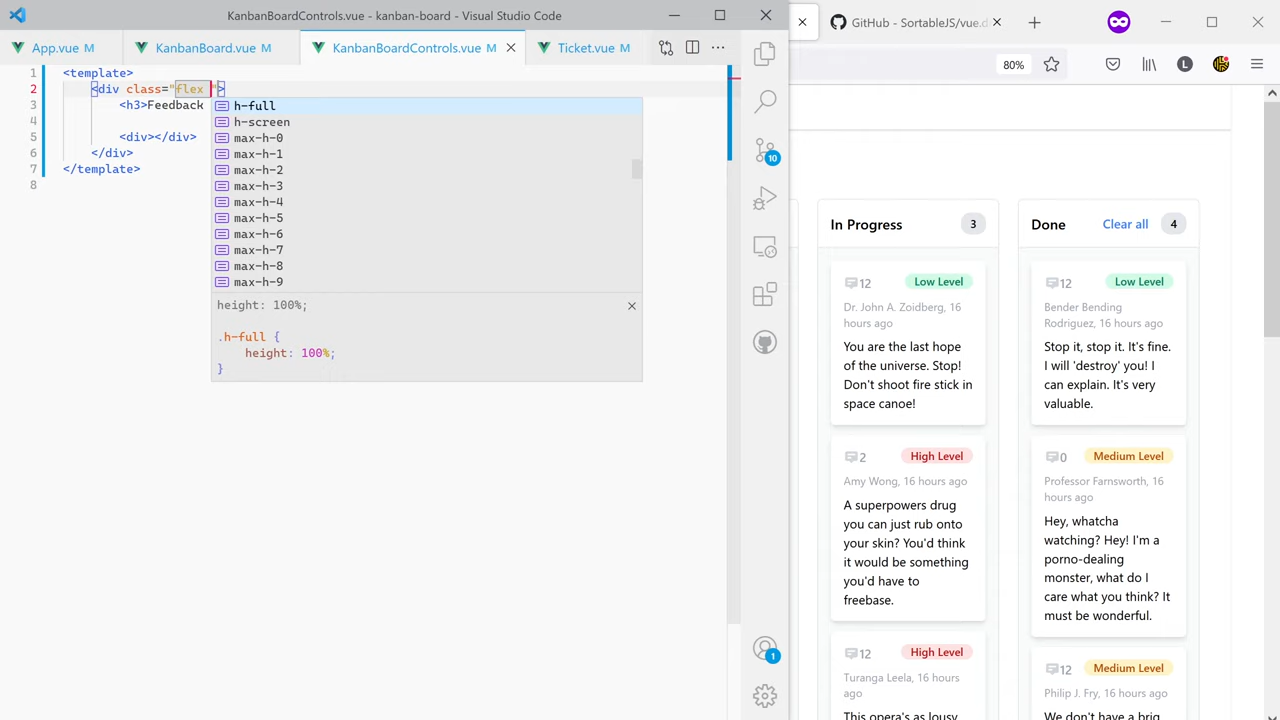 KanbanBoardControls.vue - kanban-board - Visual Studio Code
App.vue M
KanbanBoard.vue M
KanbanBoardControls.vue M
Ticket.vue M
1 <template>
2 <div class="flex ">
3 <h3>Feedback
4
5 <div></div>
6 </div>
7 </template>
8
h-full
h-screen
max-h-0
max-h-1
max-h-2
max-h-3
max-h-4
max-h-5
max-h-6
max-h-7
max-h-8
max-h-9
height: 100%;
.h-full {
height: 100%;
}
10
1
GitHub - SortableJS/vue.d
80%
L
In Progress 3
12 Low Level
Dr. John A. Zoidberg, 16
hours ago
You are the last hope
of the universe. Stop!
Don't shoot fire stick in
space canoe!
2 High Level
Amy Wong, 16 hours ago
A superpowers drug
you can just rub onto
your skin? You'd think
it would be something
you'd have to
freebase.
12 High Level
Turanga Leela, 16 hours
ago
This opera's as lousy
Done Clear all 4
12 Low Level
Bender Bending
Rodriguez, 16 hours ago
Stop it, stop it. It's fine.
I will 'destroy' you! I
can explain. It's very
valuable.
0 Medium Level
Professor Farnsworth, 16
hours ago
Hey, whatcha
watching? Hey! I'm a
porno-dealing
monster, what do I
care what you think? It
must be wonderful.
12 Medium Level
Philip J. Fry, 16 hours ago
We don't have a brig